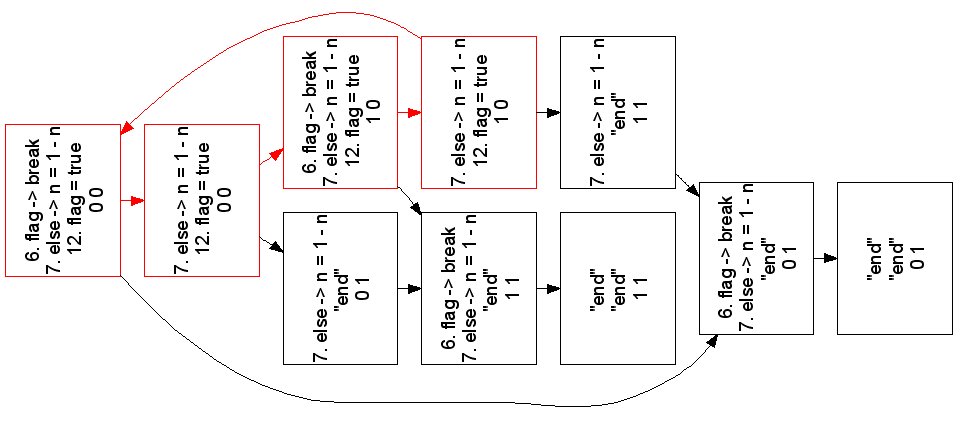 6. flag -> break
7. else -> n = 1 - n
12. flag = true
0 0
7. else -> n = 1 - n
12. flag = true
0 0
6. flag -> break
7. else -> n = 1 - n
12. flag = true
1 0
7. else -> n = 1 - n
"end"
0 1
7. else -> n = 1 - n
12. flag = true
1 0
6. flag -> break
7. else -> n = 1 - n
"end"
1 1
7. else -> n = 1 - n
"end"
1 1
"end"
"end"
1 1
6. flag -> break
7. else -> n = 1 - n
"end"
0 1
"end"
"end"
0 1